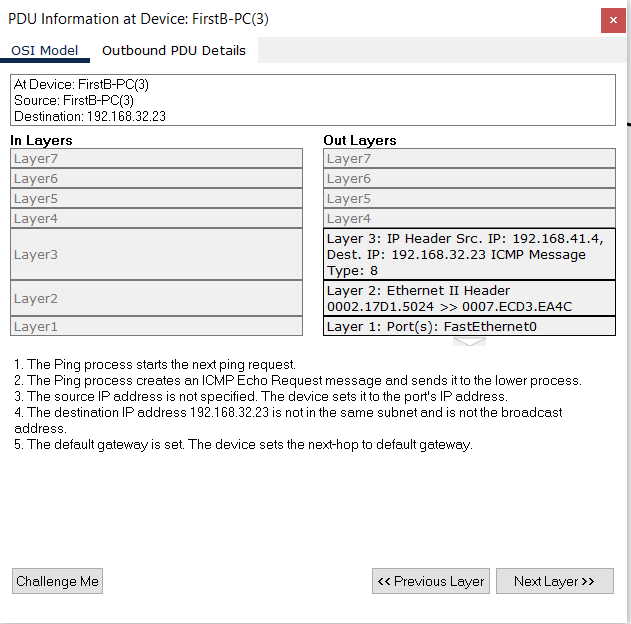 PDU Information at Device: FirstB-PC(3)
×
OSI Model Outbound PDU Details
At Device: FirstB-PC(3)
Source: FirstB-PC(3)
Destination: 192.168.32.23
In Layers
Layer7
Layer6
Layer5
Layer4
Layer3
Layer2
Layer1
Out Layers
Layer7
Layer6
Layer5
Layer4
Layer 3: IP Header Src. IP: 192.168.41.4,
Dest. IP: 192.168.32.23 ICMP Message
Type: 8
Layer 2: Ethernet II Header
0002.17D1.5024 >> 0007.ECD3.EA4C
Layer 1: Port(s): FastEthernet0
1. The Ping process starts the next ping request.
2. The Ping process creates an ICMP Echo Request message and sends it to the lower process.
3. The source IP address is not specified. The device sets it to the port's IP address.
4. The destination IP address 192.168.32.23 is not in the same subnet and is not the broadcast
address.
5. The default gateway is set. The device sets the next-hop to default gateway.
Challenge Me
<< Previous Layer
Next Layer >>